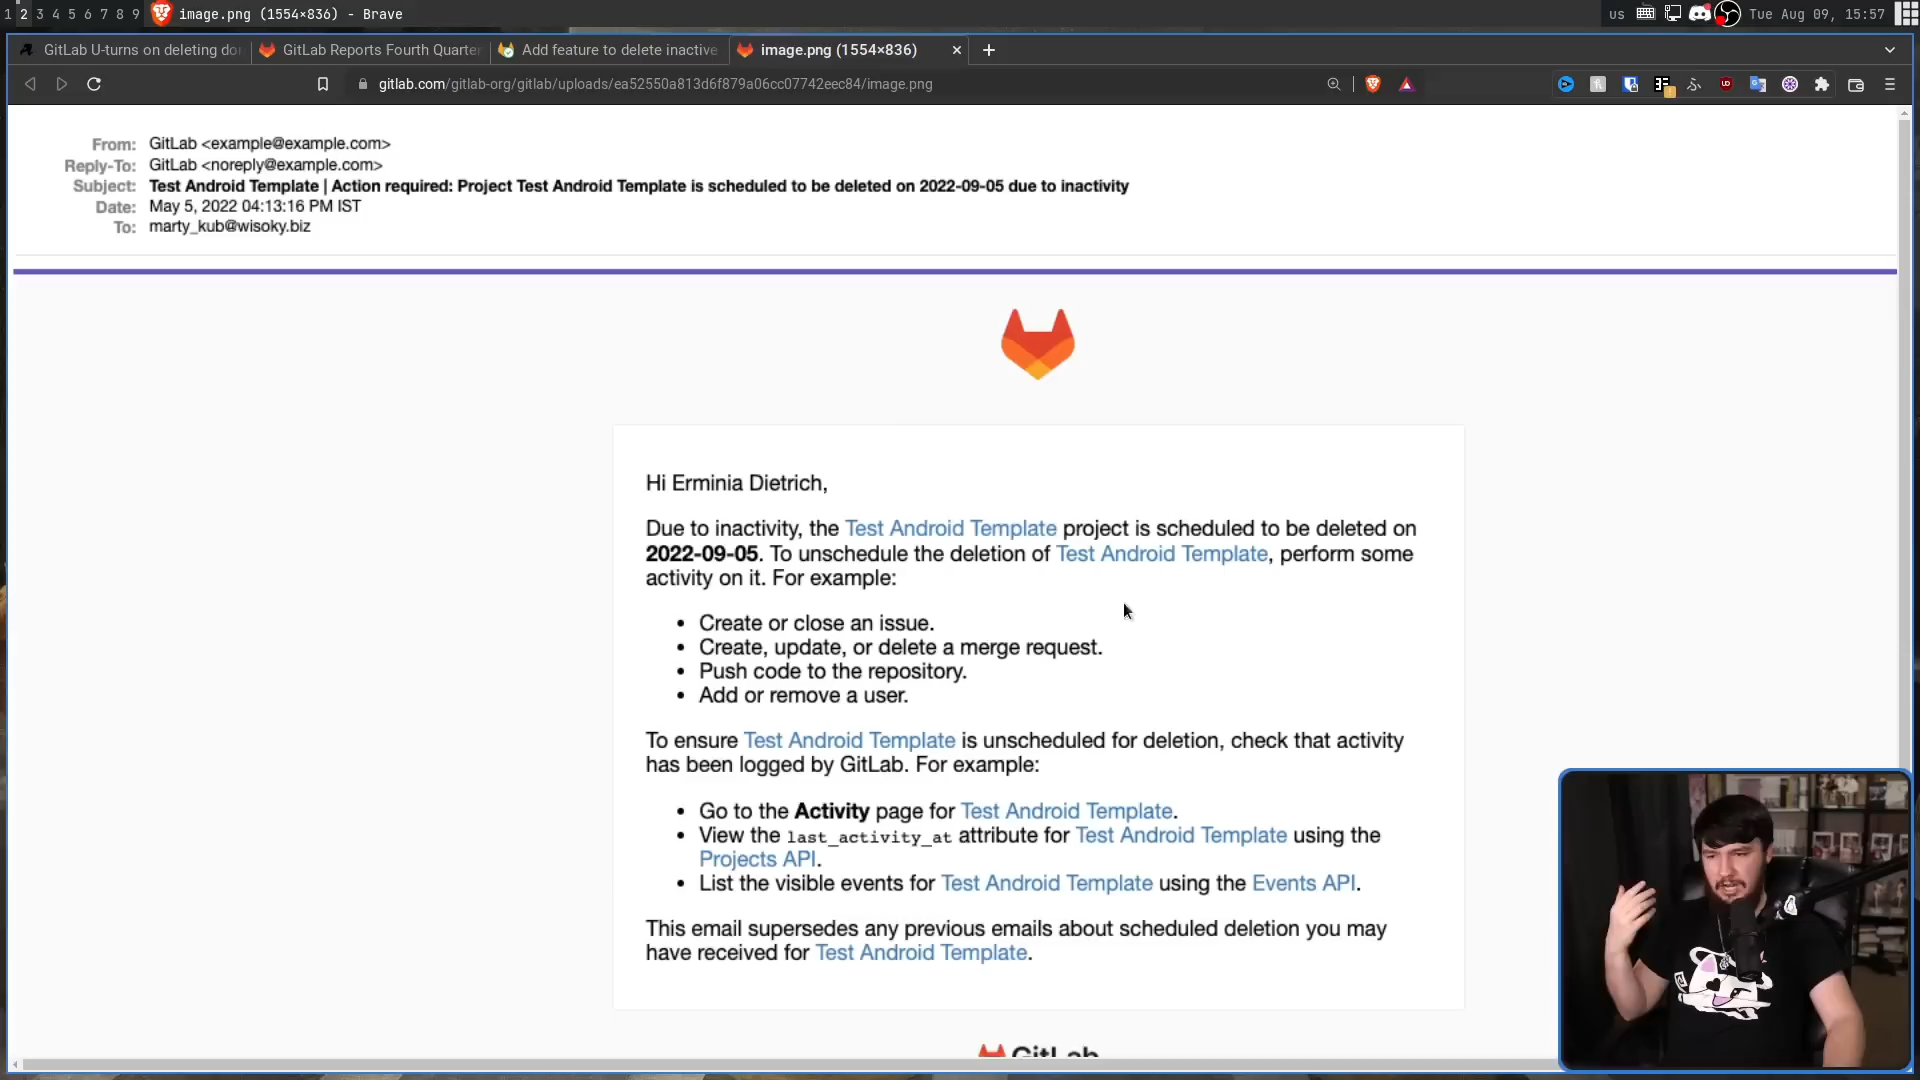 1 2 3 4 5 6 7 8 9 image.png (1554×836) - Brave us Tue Aug 09, 15:57
GitLab U-turns on deleting do GitLab Reports Fourth Quarte Add feature to delete inactive image.png (1554×836)
gitlab.com/gitlab-org/gitlab/uploads/ea52550a813d6f879a06cc07742eec84/image.png
From: GitLab <example@example.com>
Reply-To: GitLab <noreply@example.com>
Subject: Test Android Template | Action required: Project Test Android Template is scheduled to be deleted on 2022-09-05 due to inactivity
Date: May 5, 2022 04:13:16 PM IST
To: marty_kub@wisoky.biz
Hi Erminia Dietrich,
Due to inactivity, the Test Android Template project is scheduled to be deleted on
2022-09-05. To unschedule the deletion of Test Android Template, perform some
activity on it. For example:
• Create or close an issue.
• Create, update, or delete a merge request.
• Push code to the repository.
• Add or remove a user.
To ensure Test Android Template is unscheduled for deletion, check that activity
has been logged by GitLab. For example:
• Go to the Activity page for Test Android Template.
• View the last_activity_at attribute for Test Android Template using the
Projects API.
• List the visible events for Test Android Template using the Events API.
This email supersedes any previous emails about scheduled deletion you may
have received for Test Android Template.
GitLab